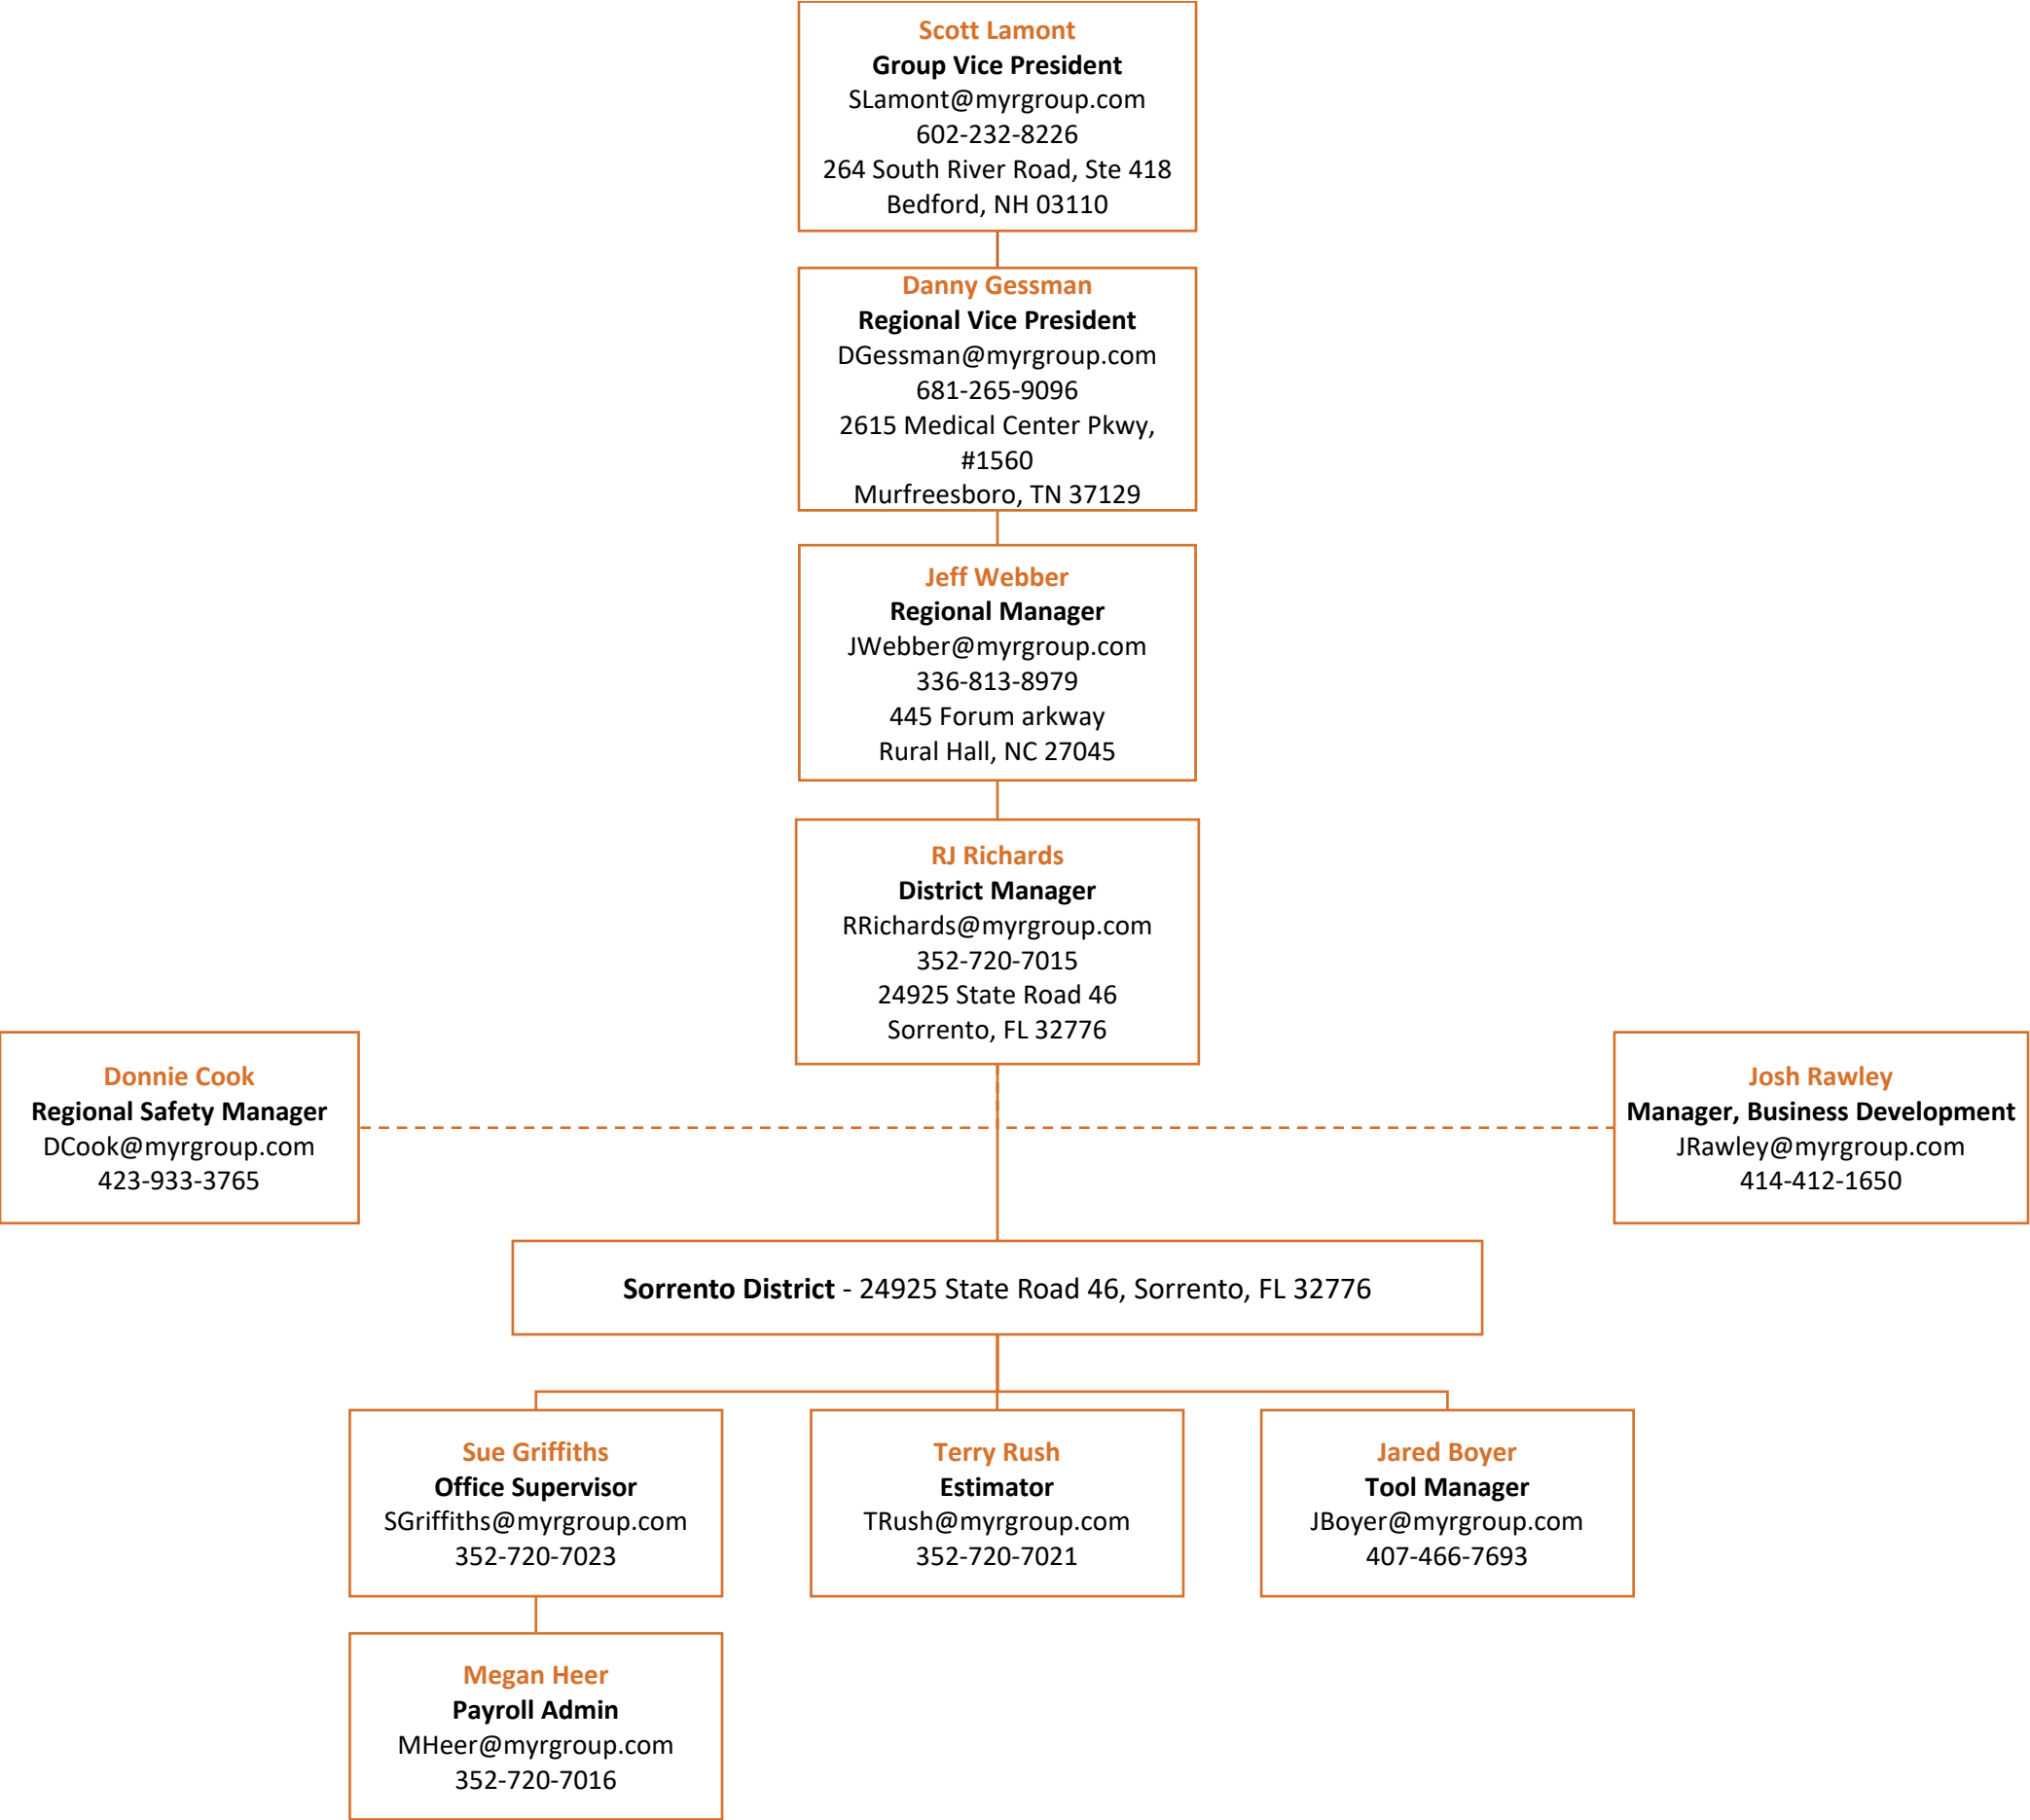 Scott Lamont
Group Vice President
SLamont@myrgroup.com
602-232-8226
264 South River Road, Ste 418
Bedford, NH 03110
Danny Gessman
Regional Vice President
DGessman@myrgroup.com
681-265-9096
2615 Medical Center Pkwy,
#1560
Murfreesboro, TN 37129
Jeff Webber
Regional Manager
JWebber@myrgroup.com
336-813-8979
445 Forum arkway
Rural Hall, NC 27045
RJ Richards
District Manager
RRichards@myrgroup.com
352-720-7015
24925 State Road 46
Sorrento, FL 32776
Donnie Cook
Regional Safety Manager
DCook@myrgroup.com
423-933-3765
Josh Rawley
Manager, Business Development
JRawley@myrgroup.com
414-412-1650
Sorrento District - 24925 State Road 46, Sorrento, FL 32776
Sue Griffiths
Office Supervisor
SGriffiths@myrgroup.com
352-720-7023
Terry Rush
Estimator
TRush@myrgroup.com
352-720-7021
Jared Boyer
Tool Manager
JBoyer@myrgroup.com
407-466-7693
Megan Heer
Payroll Admin
MHeer@myrgroup.com
352-720-7016